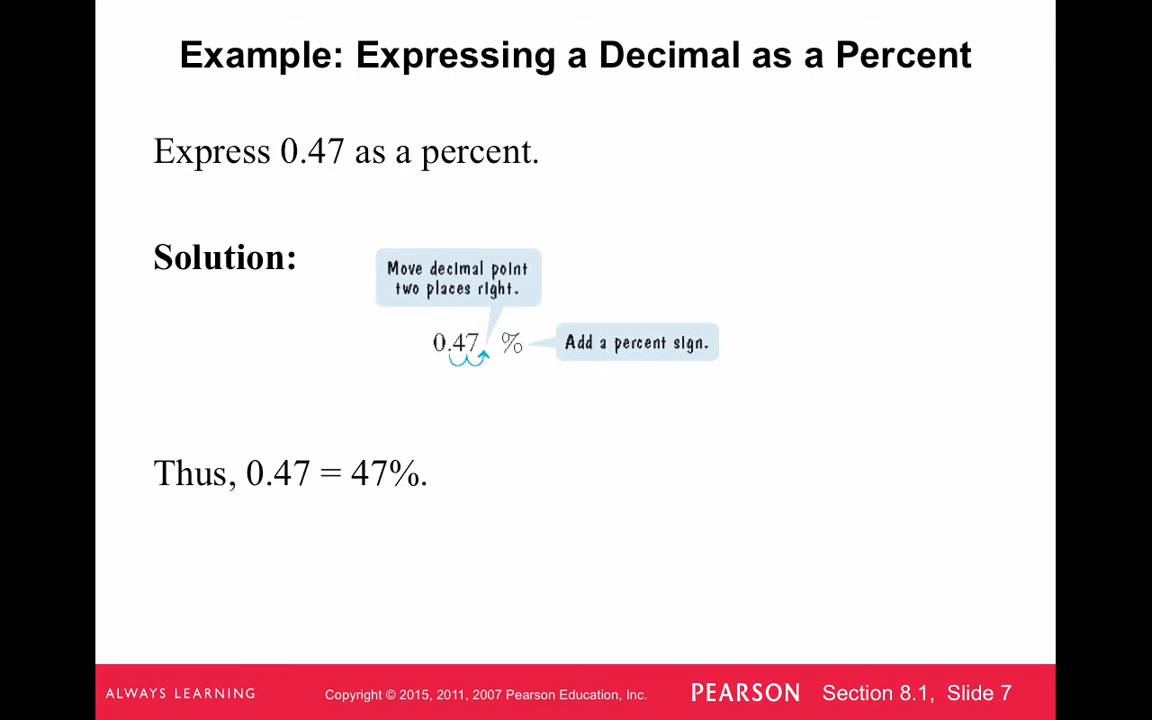 Example: Expressing a Decimal as a Percent
Express 0.47 as a percent.
Solution:
Move decimal point
two places right.
0.47 %
Add a percent sign.
Thus, 0.47 = 47%.
ALWAYS LEARNING
Copyright © 2015, 2011, 2007 Pearson Education, Inc.
PEARSON
Section 8.1, Slide 7